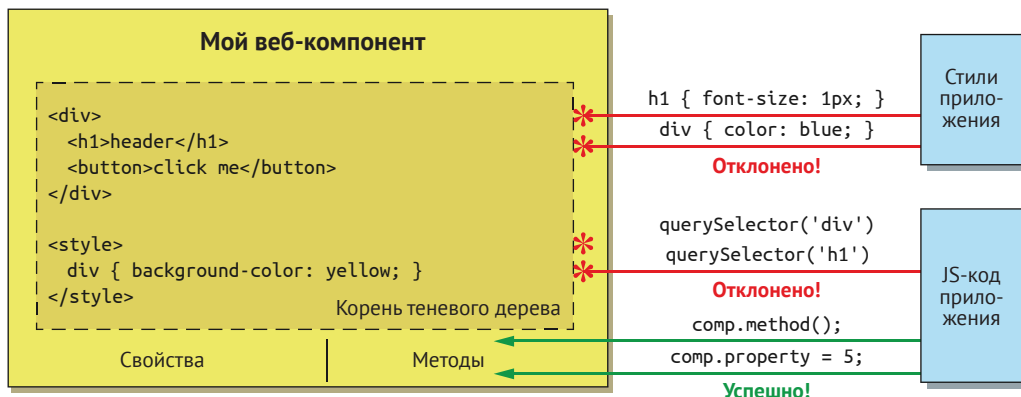 Мой веб-компонент
<div>
<h1>header</h1>
<button>click me</button>
</div>
<style>
div { background-color: yellow; }
</style>
Корень теневого дерева
Свойства
Методы
h1 { font-size: 1px; }
div { color: blue; }
Отклонено!
Стили
прило-
жения
querySelector('div')
querySelector('h1')
Отклонено!
comp.method();
comp.property = 5;
Успешно!
JS-код
прило-
жения